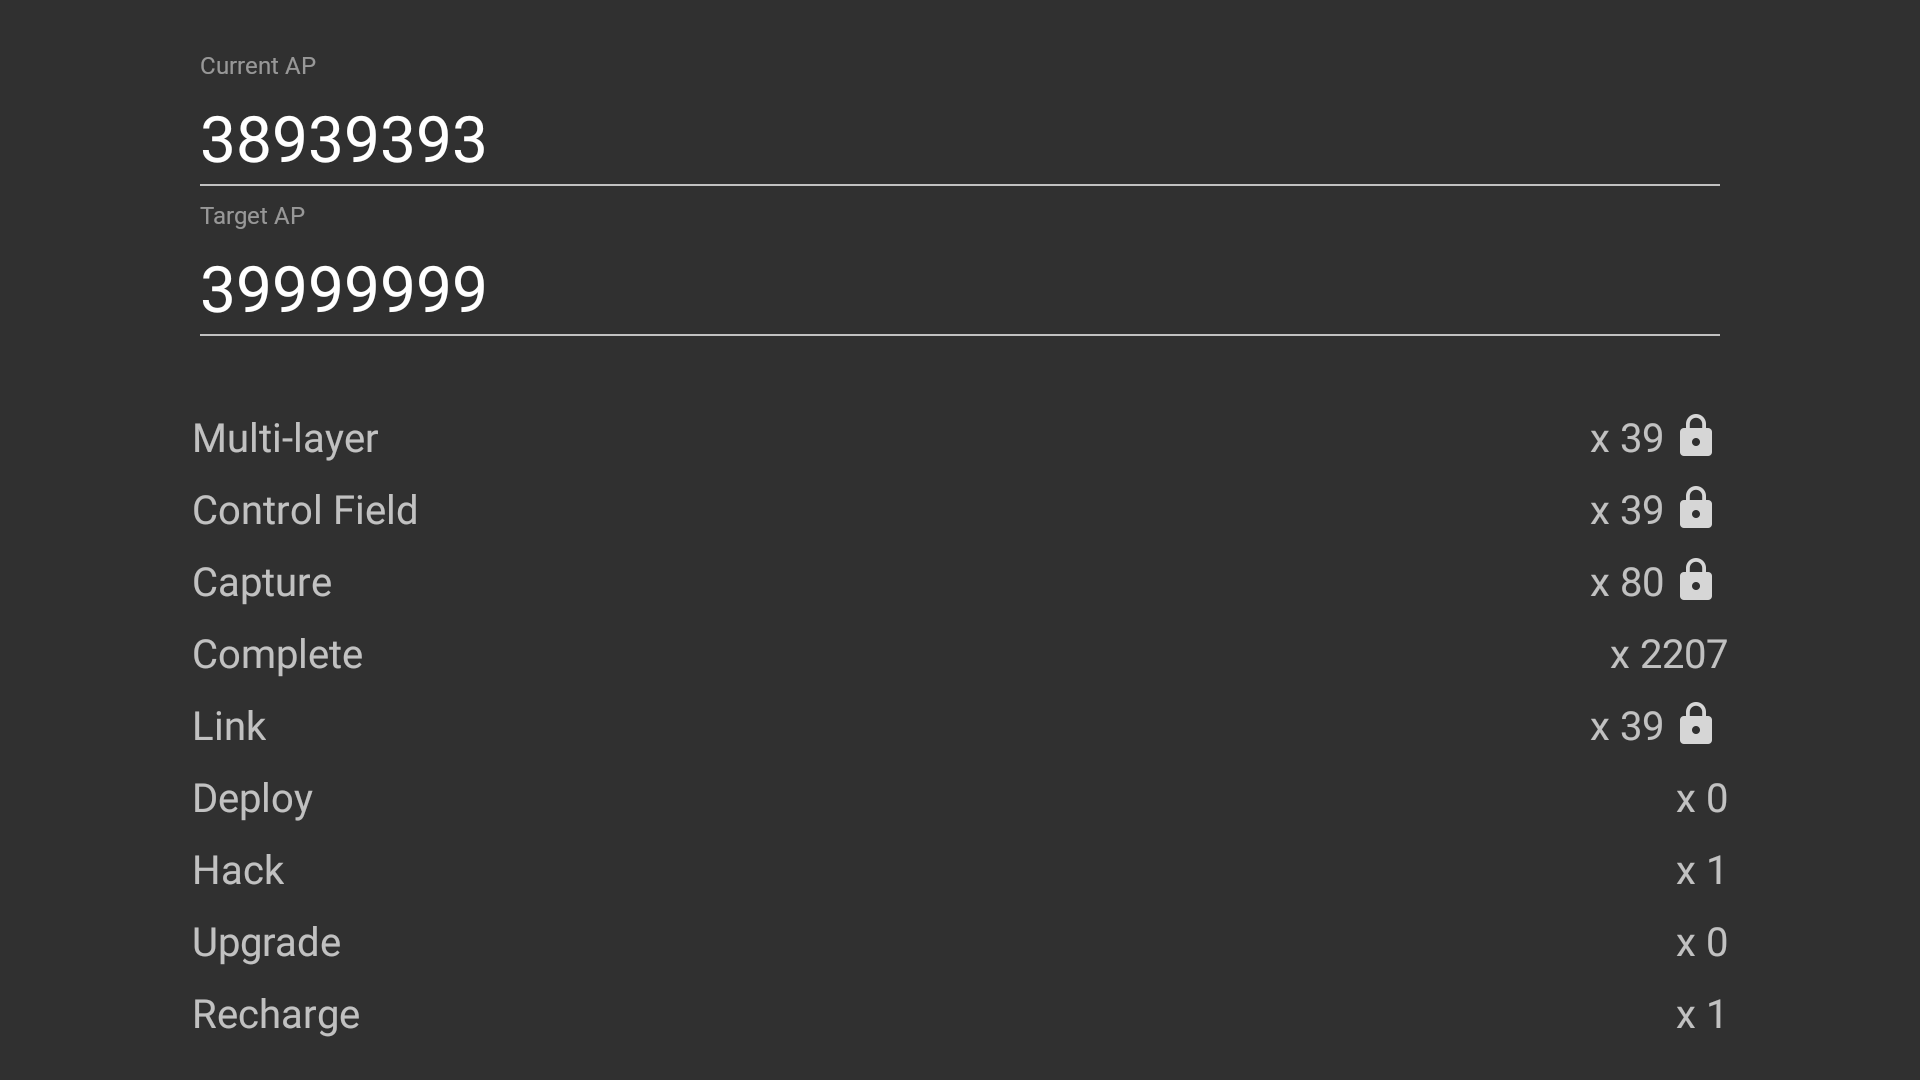 Current AP
38939393
Target AP
39999999
Multi-layer x 39
Control Field x 39
Capture x 80
Complete x 2207
Link x 39
Deploy x 0
Hack x 1
Upgrade x 0
Recharge x 1